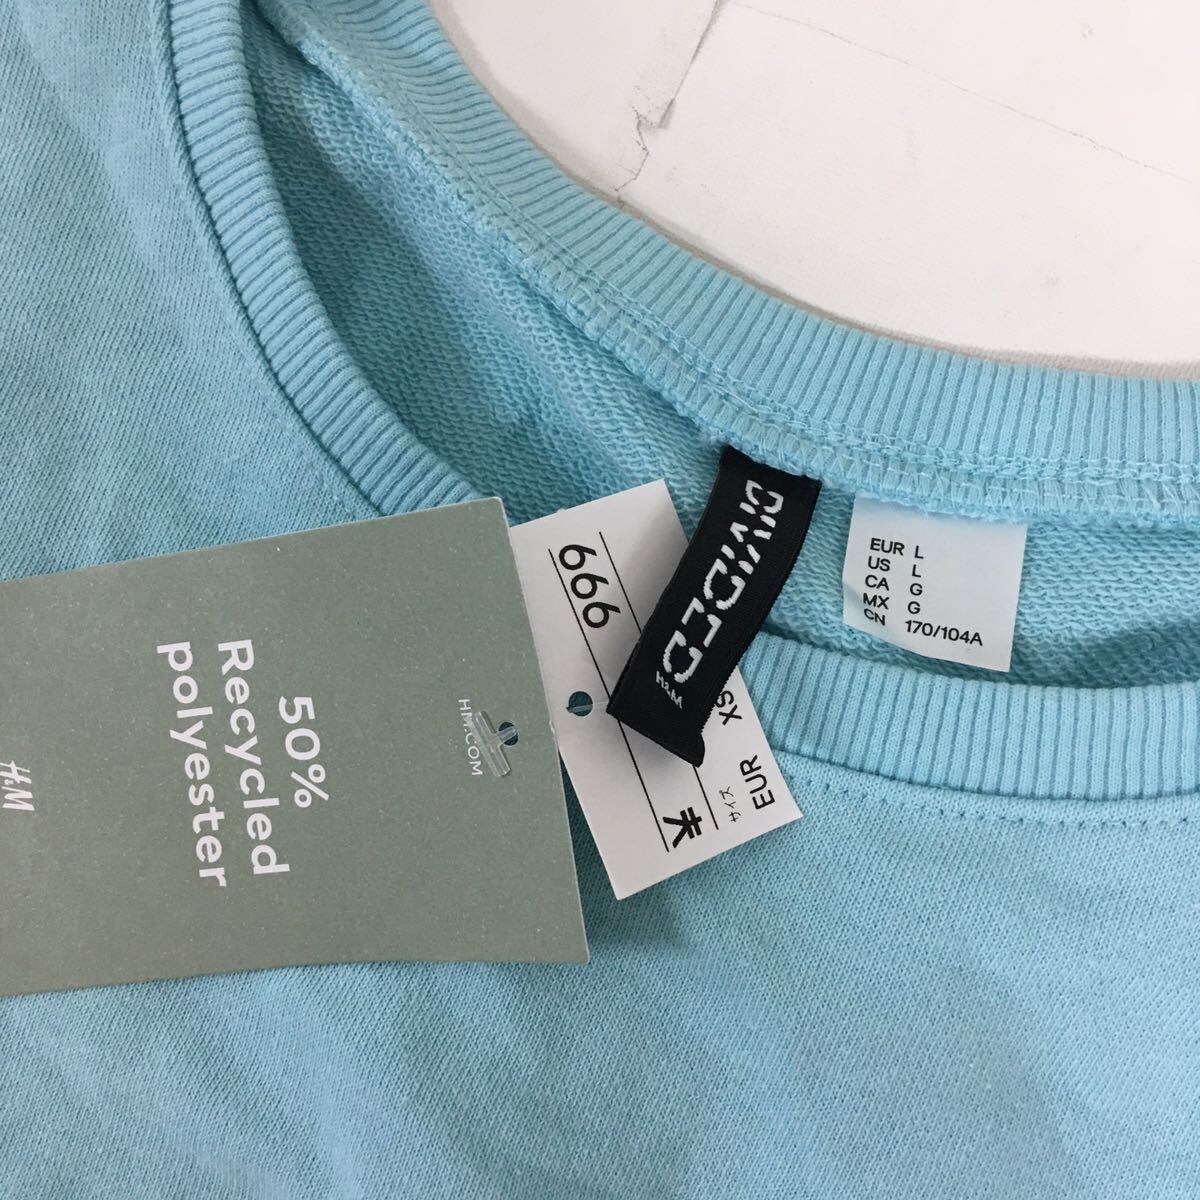 50%
Recycled
polyester
H&M
HM.COM
¥ 999
サイズ
EUR XS
DIVIDED
H&M
EUR L
US L
CA G
MX G
CN 170/104A